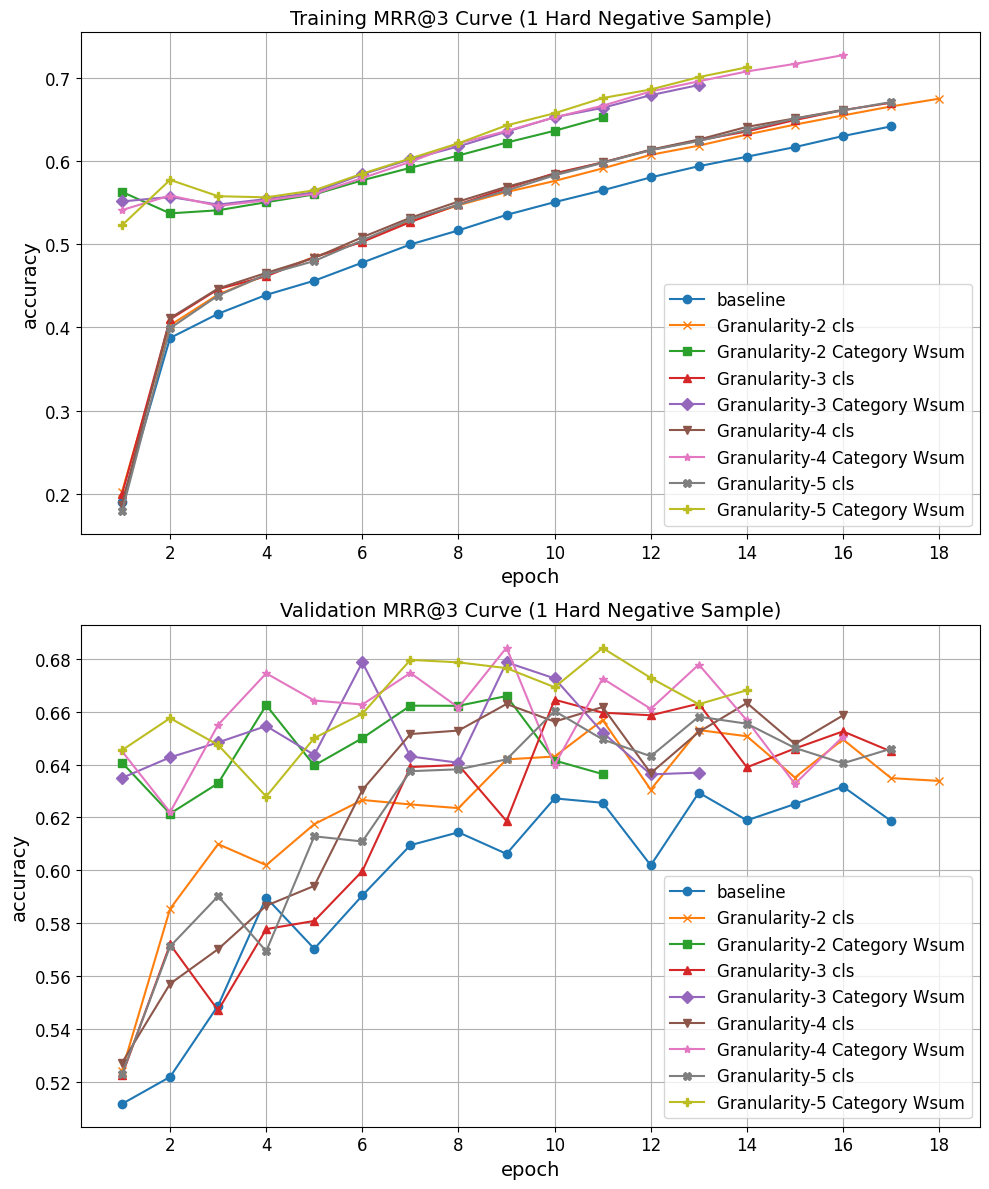 Training MRR@3 Curve (1 Hard Negative Sample)
0.7
0.6
0.5
0.4
0.3
0.2
accuracy
baseline
Granularity-2 cls
Granularity-2 Category Wsum
Granularity-3 cls
Granularity-3 Category Wsum
Granularity-4 cls
Granularity-4 Category Wsum
Granularity-5 cls
Granularity-5 Category Wsum
2 4 6 8 10 12 14 16 18
epoch
Validation MRR@3 Curve (1 Hard Negative Sample)
0.68
0.66
0.64
0.62
0.60
0.58
0.56
0.54
0.52
accuracy
baseline
Granularity-2 cls
Granularity-2 Category Wsum
Granularity-3 cls
Granularity-3 Category Wsum
Granularity-4 cls
Granularity-4 Category Wsum
Granularity-5 cls
Granularity-5 Category Wsum
2 4 6 8 10 12 14 16 18
epoch